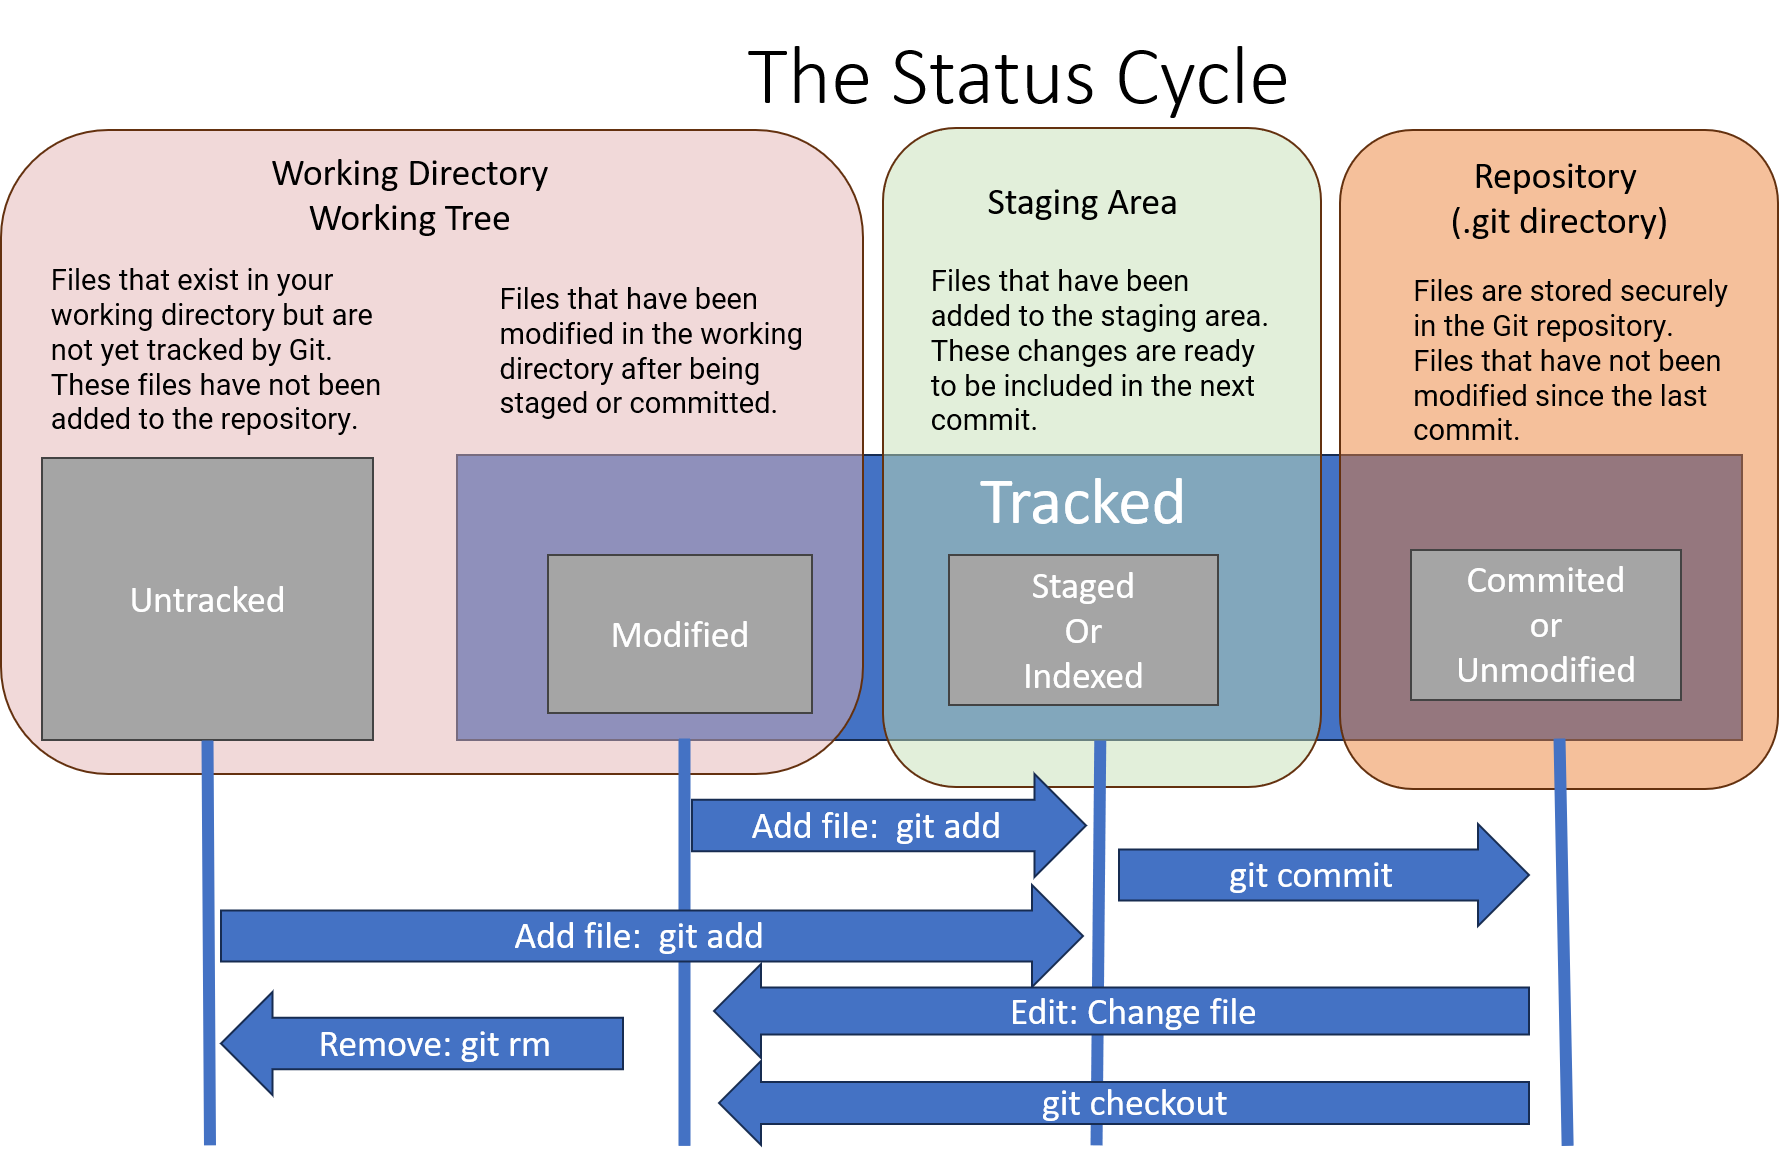 The Status Cycle
Working Directory
Working Tree
Files that exist in your
working directory but are
not yet tracked by Git.
These files have not been
added to the repository.
Files that have been
modified in the working
directory after being
staged or committed.
Staging Area
Files that have been
added to the staging area.
These changes are ready
to be included in the next
commit.
Repository
(.git directory)
Files are stored securely
in the Git repository.
Files that have not been
modified since the last
commit.
Tracked
Untracked
Modified
Staged
Or
Indexed
Commited
or
Unmodified
Add file:  git add
git commit
Add file:  git add
Edit: Change file
Remove: git rm
git checkout